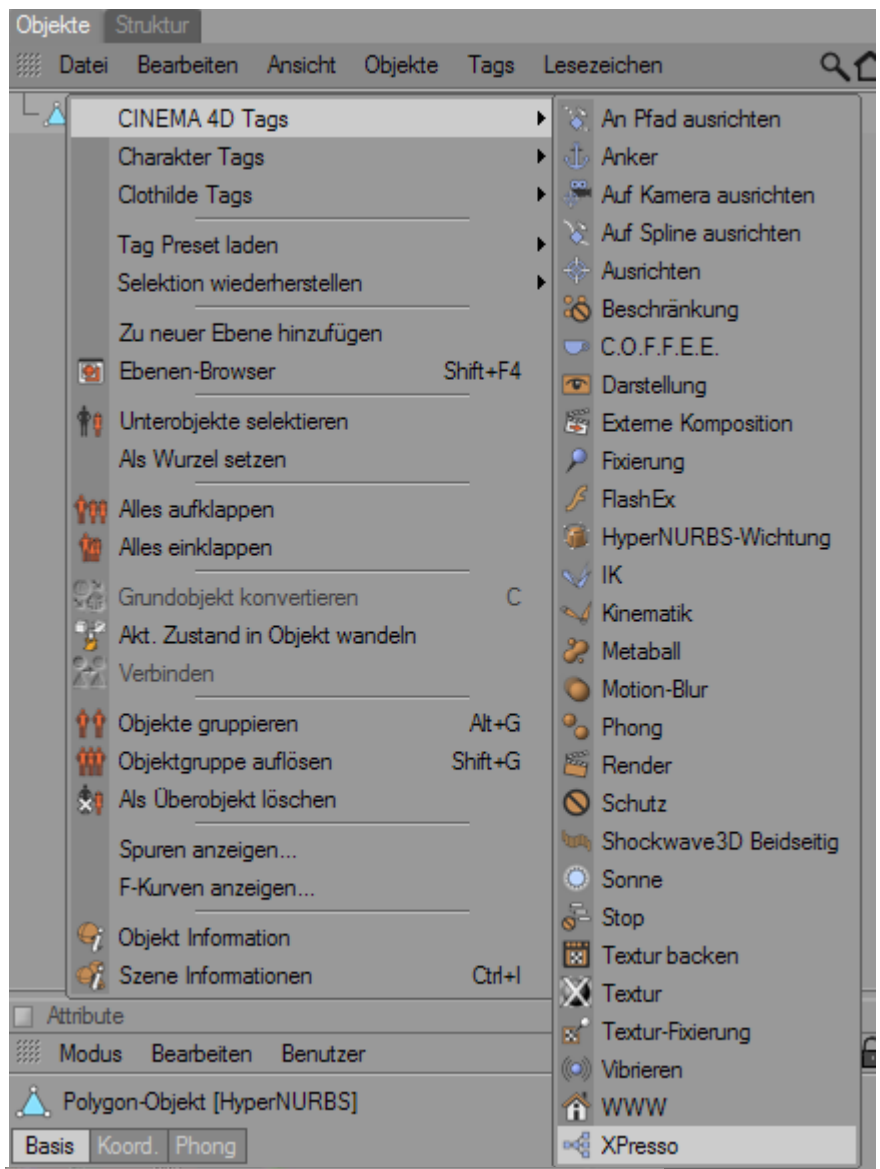 Objekte Struktur
Datei Bearbeiten Ansicht Objekte Tags Lesezeichen
CINEMA 4D Tags
Charakter Tags
Clothilde Tags
Tag Preset laden
Selektion wiederherstellen
Zu neuer Ebene hinzufügen
Ebenen-Browser Shift+F4
Unterobjekte selektieren
Als Wurzel setzen
Alles aufklappen
Alles einklappen
Grundobjekt konvertieren C
Akt. Zustand in Objekt wandeln
Verbinden
Objekte gruppieren Alt+G
Objektgruppe auflösen Shift+G
Als Überobjekt löschen
Spuren anzeigen...
F-Kurven anzeigen...
Objekt Information
Szene Informationen Ctrl+I
An Pfad ausrichten
Anker
Auf Kamera ausrichten
Auf Spline ausrichten
Ausrichten
Beschränkung
C.O.F.F.E.E.
Darstellung
Externe Komposition
Fixierung
FlashEx
HyperNURBS-Wichtung
IK
Kinematik
Metaball
Motion-Blur
Phong
Render
Schutz
Shockwave3D Beidseitig
Sonne
Stop
Textur backen
Textur
Textur-Fixierung
Vibrieren
WWW
XPresso
Attribute
Modus Bearbeiten Benutzer
Polygon-Objekt [HyperNURBS]
Basis Koord. Phong